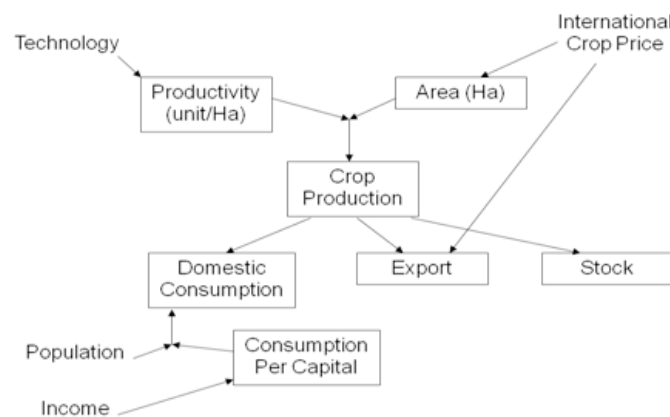 International
Crop Price
Technology
Productivity
(unit/Ha)
Area (Ha)
Crop
Production
Domestic
Consumption
Export
Stock
Population
Consumption
Per Capital
Income